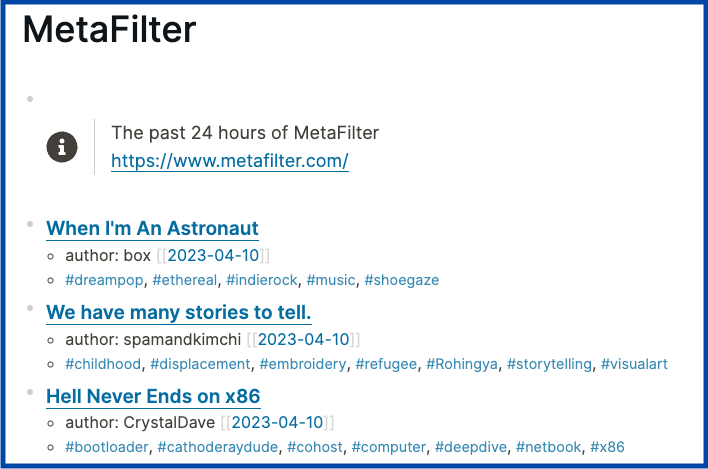 MetaFilter
The past 24 hours of MetaFilter
https://www.metafilter.com/
When I'm An Astronaut
author: box [[2023-04-10]]
#dreampop, #ethereal, #indierock, #music, #shoegaze
We have many stories to tell.
author: spamandkimchi [[2023-04-10]]
#childhood, #displacement, #embroidery, #refugee, #Rohingya, #storytelling, #visualart
Hell Never Ends on x86
author: CrystalDave [[2023-04-10]]
#bootloader, #cathoderaydude, #cohost, #computer, #deepdive, #netbook, #x86